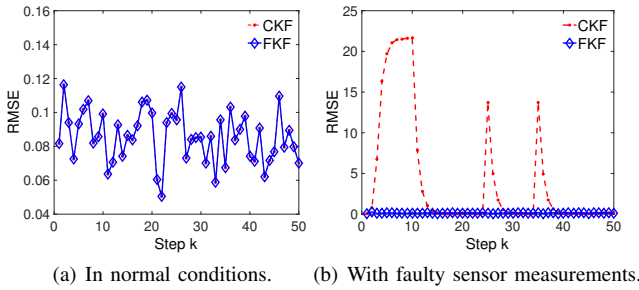 0.16
0.14
0.12
0.1
0.08
0.06
0.04
RMSE
CKF
FKF
0 10 20 30 40 50
Step k
(a) In normal conditions.
25
20
15
10
5
0
RMSE
CKF
FKF
0 10 20 30 40 50
Step k
(b) With faulty sensor measurements.